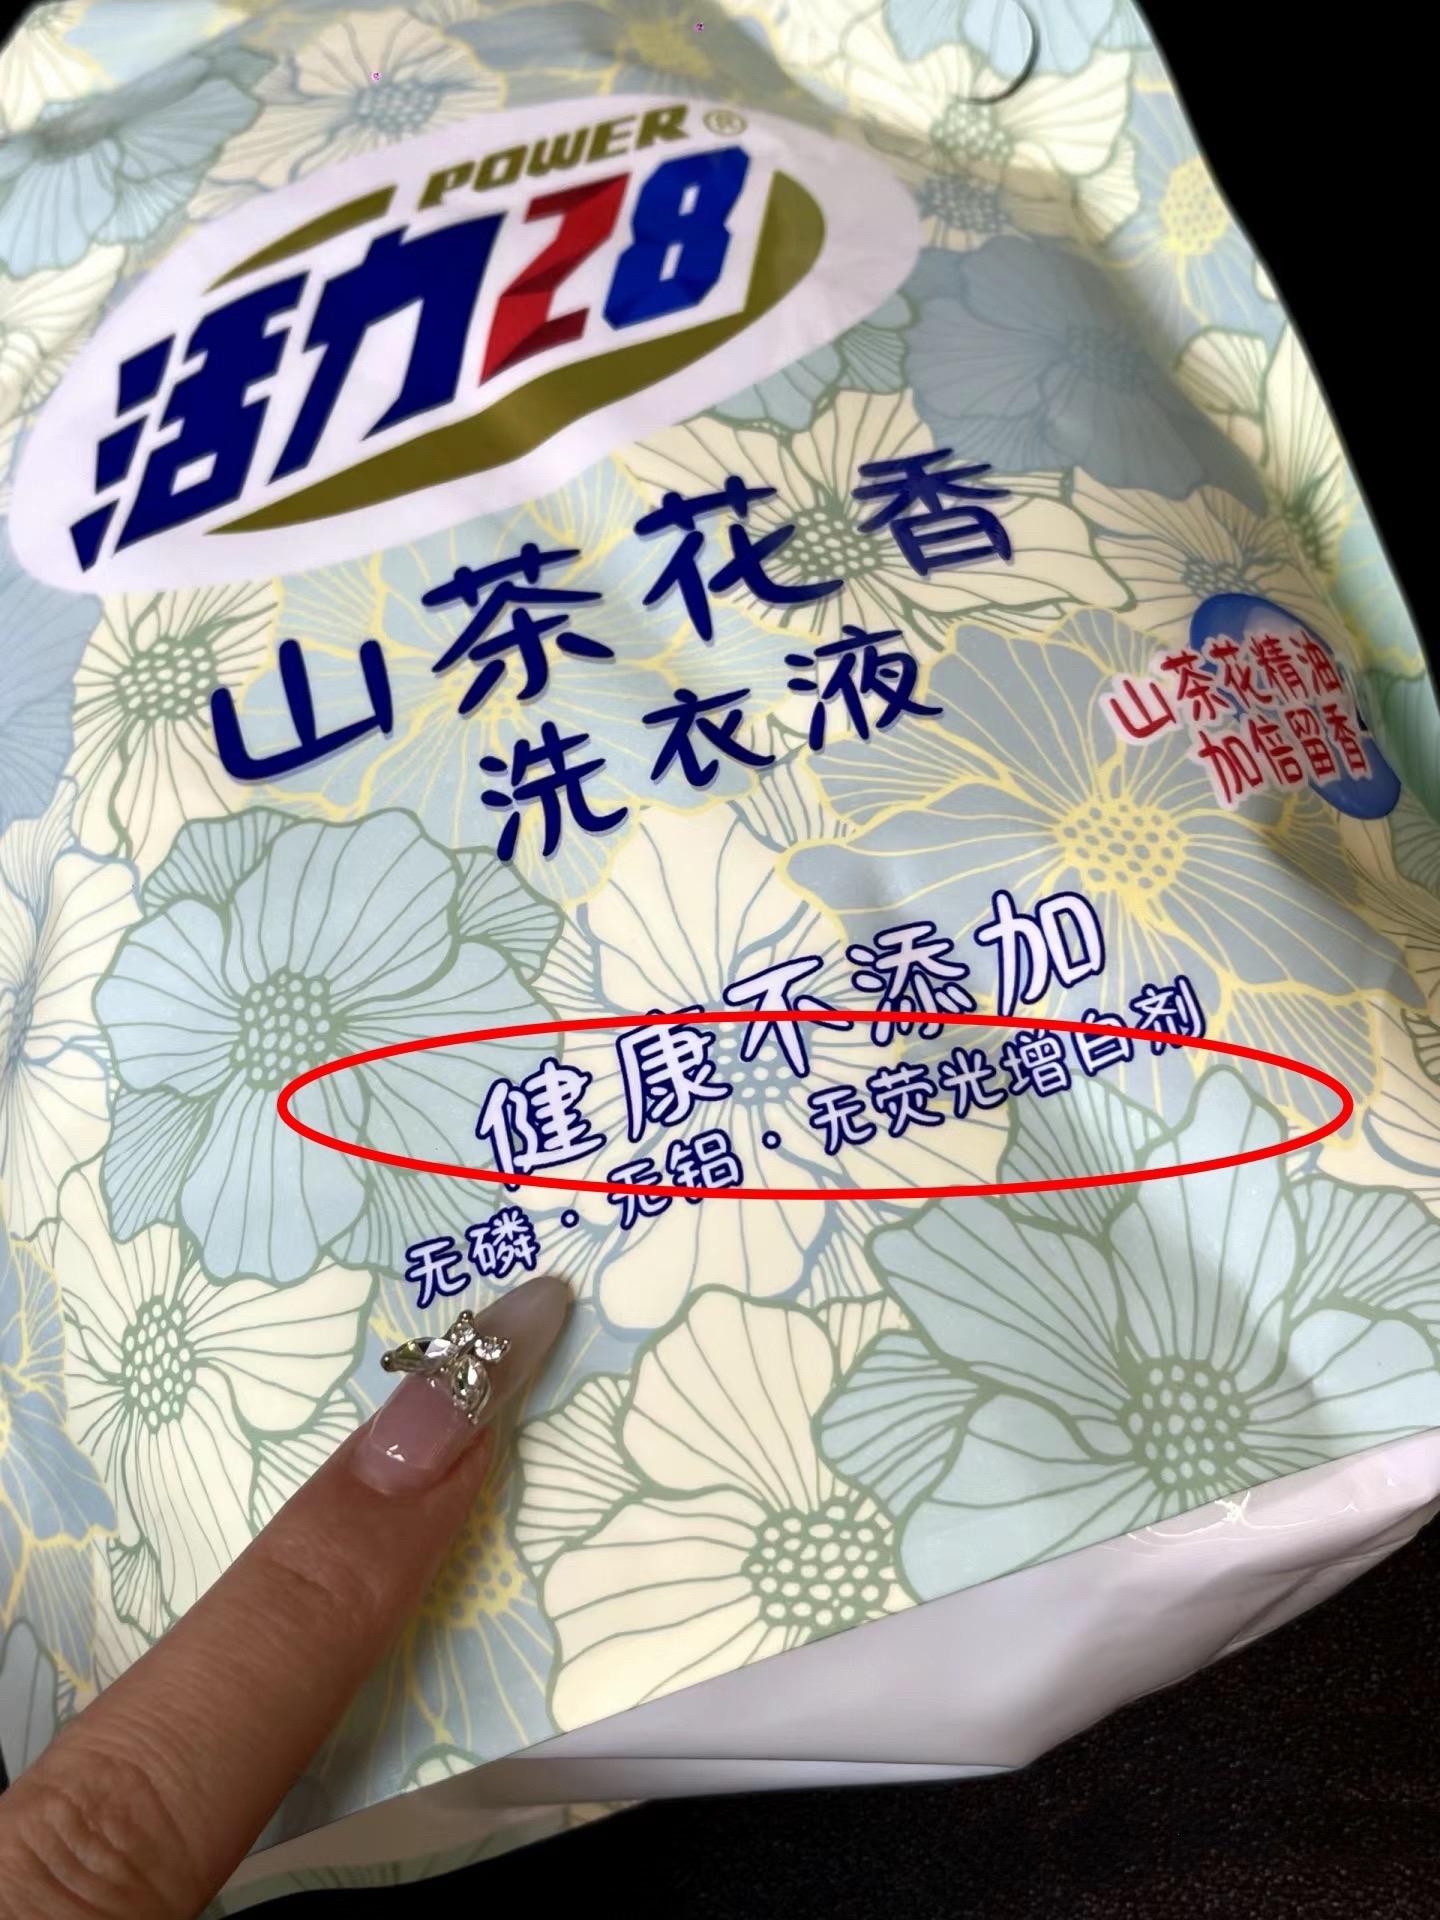 POWER®
活力28
山茶花香
洗衣液
山茶花精油
加倍留香
健康不添加
无磷·无铝·无荧光增白剂